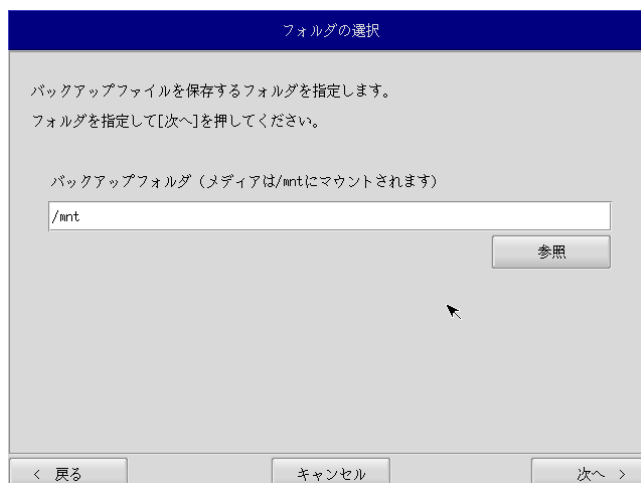 フォルダの選択
バックアップファイルを保存するフォルダを指定します。
フォルダを指定して[次へ]を押してください。
バックアップフォルダ（メディアは/mntにマウントされます）
/mnt
参照
< 戻る
キャンセル
次へ >